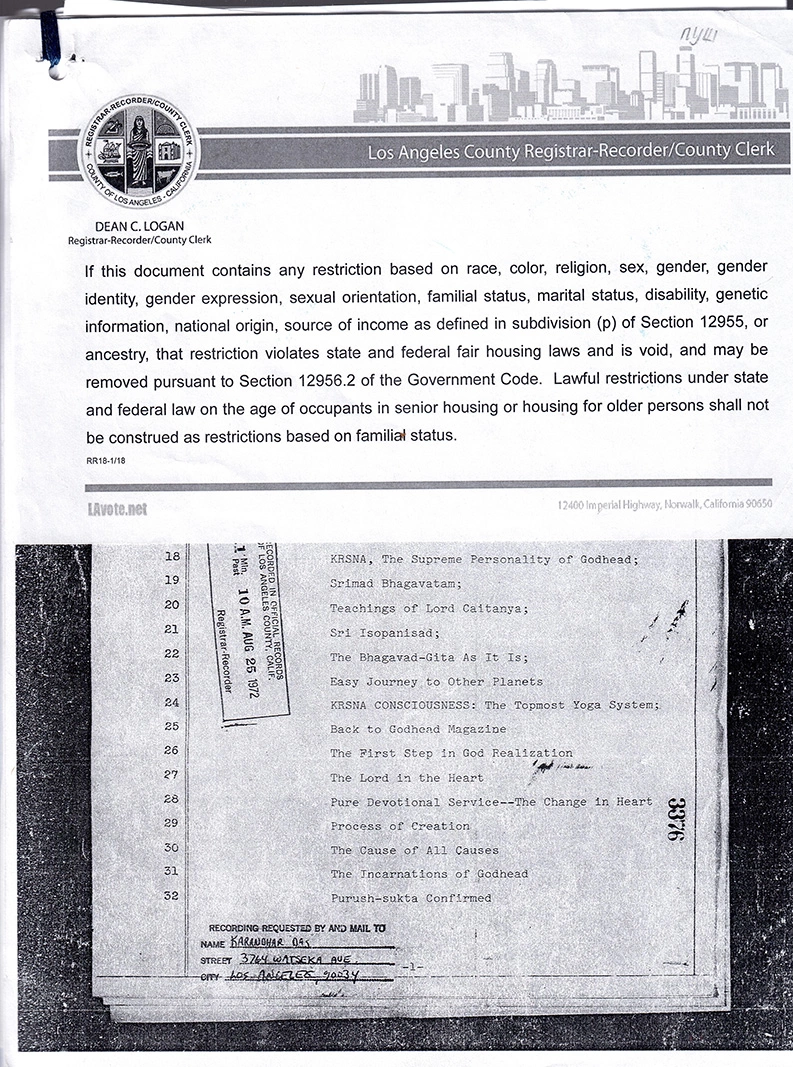 REGISTRAR-RECORDER/COUNTY CLERK
COUNTY OF LOS ANGELES - CALIFORNIA
Los Angeles County Registrar-Recorder/County Clerk
DEAN C. LOGAN
Registrar-Recorder/County Clerk
If this document contains any restriction based on race, color, religion, sex, gender, gender
identity, gender expression, sexual orientation, familial status, marital status, disability, genetic
information, national origin, source of income as defined in subdivision (p) of Section 12955, or
ancestry, that restriction violates state and federal fair housing laws and is void, and may be
removed pursuant to Section 12956.2 of the Government Code. Lawful restrictions under state
and federal law on the age of occupants in senior housing or housing for older persons shall not
be construed as restrictions based on familial status.
RR18-1/18
LAvote.net
12400 Imperial Highway, Norwalk, California 90650
RECORDED IN OFFICIAL RECORDS
OF LOS ANGELES COUNTY, CALIF.
1 Min. Past 10 A.M. AUG 25 1972
Registrar-Recorder
18 KRSNA, The Supreme Personality of Godhead;
19 Srimad Bhagavatam;
20 Teachings of Lord Caitanya;
21 Sri Isopanisad;
22 The Bhagavad-Gita As It Is;
23 Easy Journey to Other Planets
24 KRSNA CONSCIOUSNESS: The Topmost Yoga System;
25 Back to Godhead Magazine
26 The First Step in God Realization
27 The Lord in the Heart
28 Pure Devotional Service--The Change in Heart
29 Process of Creation
30 The Cause of All Causes
31 The Incarnations of Godhead
32 Purush-sukta Confirmed
3376
RECORDING REQUESTED BY AND MAIL TO
NAME KARANDHAR DAS
STREET 3764 WATSEKA AVE.
CITY LOS ANGELES, 90034
-1-